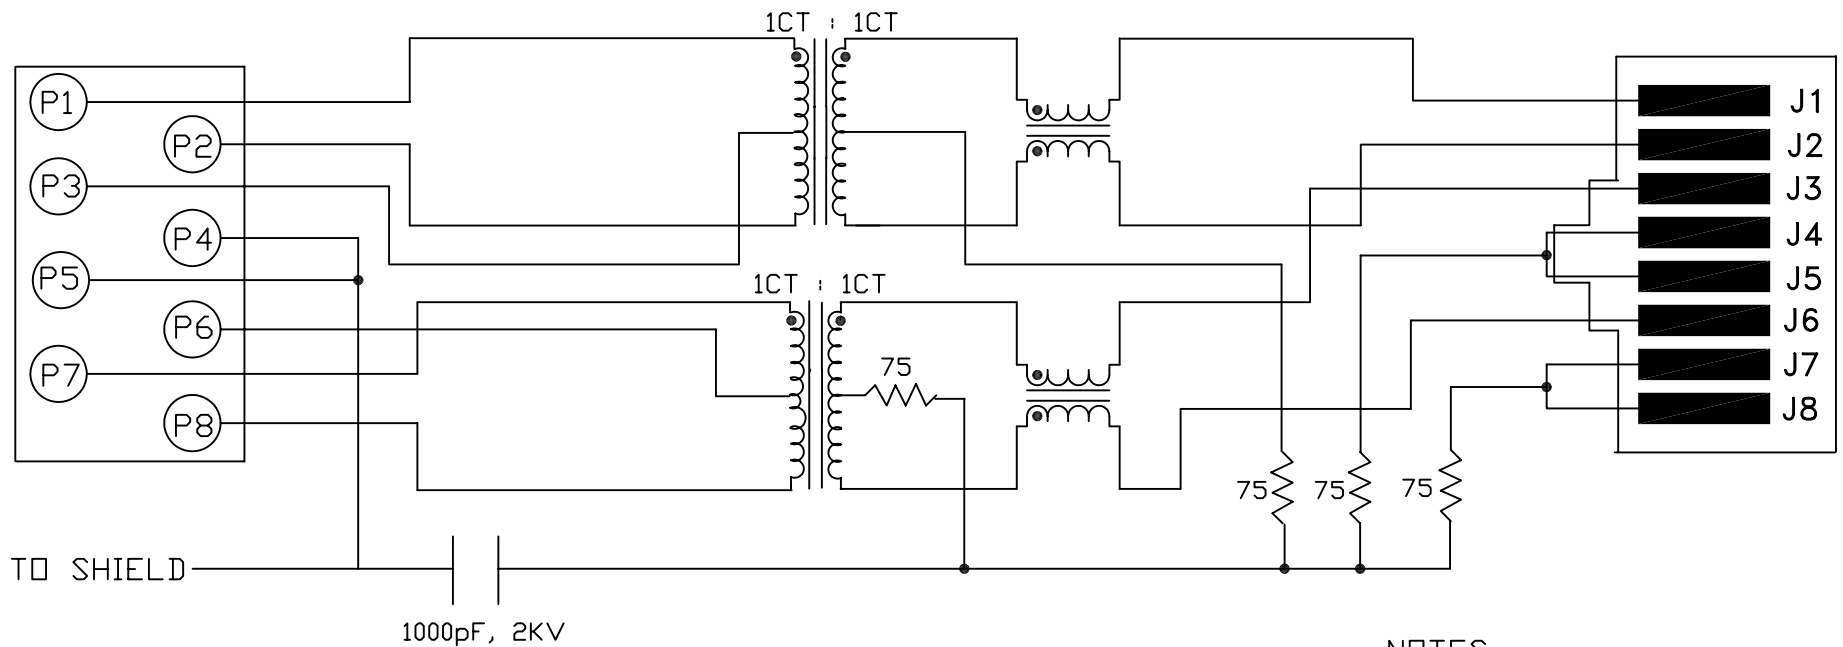 1CT : 1CT
P1
P2
P3
P4
P5
P6
P7
P8
1CT : 1CT
75
J1
J2
J3
J4
J5
J6
J7
J8
75
75
75
TO SHIELD
1000pF, 2KV
NOTES